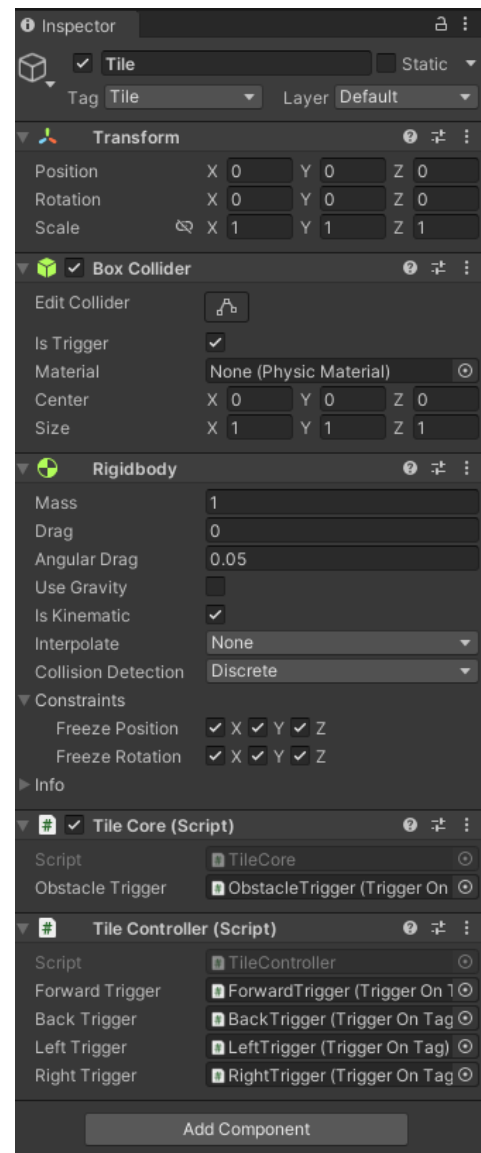 Inspector
Tile Static
Tag Tile Layer Default
Transform
Position X 0 Y 0 Z 0
Rotation X 0 Y 0 Z 0
Scale X 1 Y 1 Z 1
Box Collider
Edit Collider
Is Trigger
Material None (Physic Material)
Center X 0 Y 0 Z 0
Size X 1 Y 1 Z 1
Rigidbody
Mass 1
Drag 0
Angular Drag 0.05
Use Gravity
Is Kinematic
Interpolate None
Collision Detection Discrete
Constraints
Freeze Position X Y Z
Freeze Rotation X Y Z
Info
# Tile Core (Script)
Script TileCore
Obstacle Trigger ObstacleTrigger (Trigger On
# Tile Controller (Script)
Script TileController
Forward Trigger ForwardTrigger (Trigger On T
Back Trigger BackTrigger (Trigger On Tag
Left Trigger LeftTrigger (Trigger On Tag)
Right Trigger RightTrigger (Trigger On Tag
Add Component